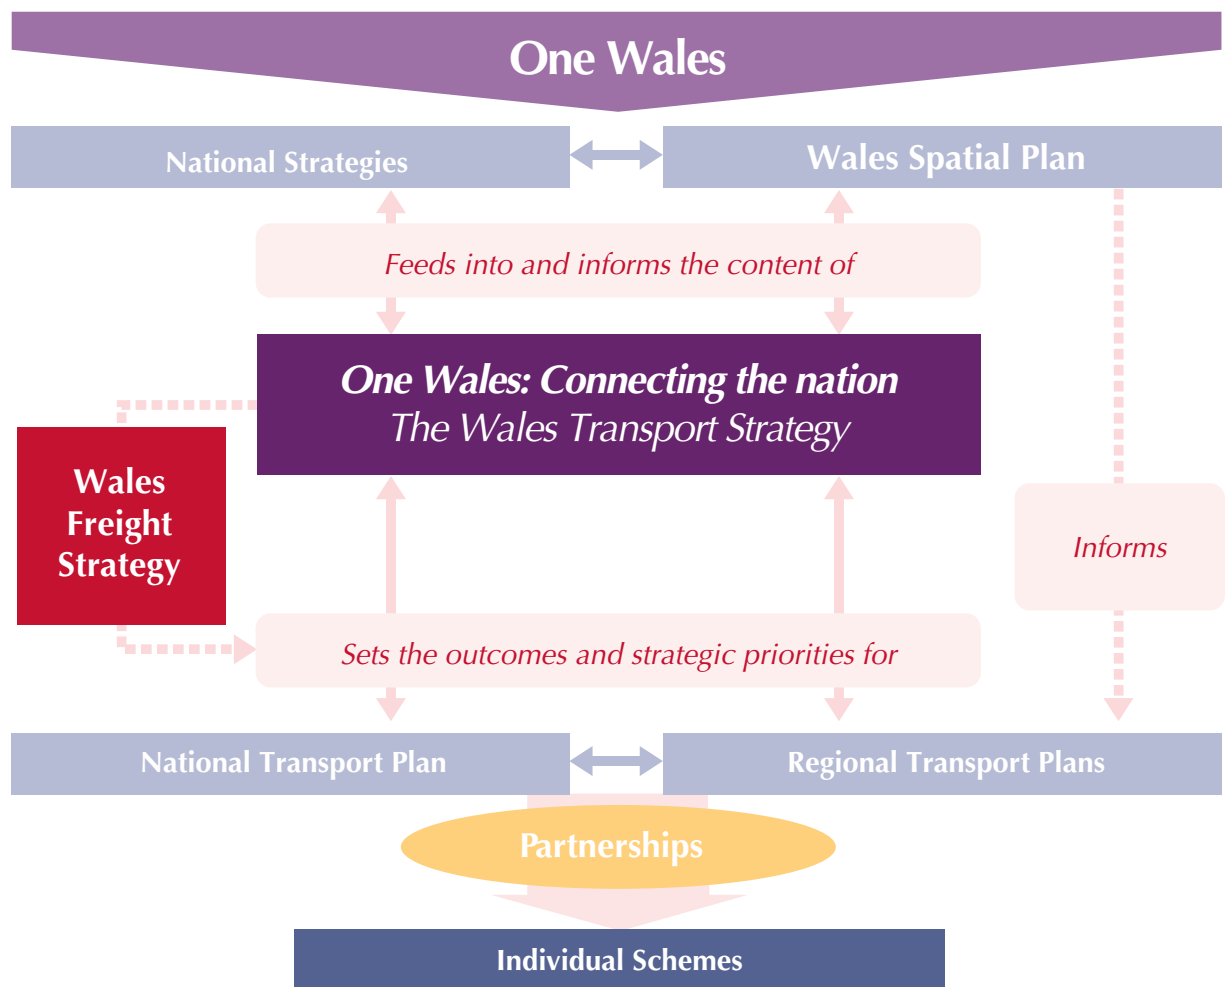 One Wales
National Strategies
Wales Spatial Plan
Feeds into and informs the content of
One Wales: Connecting the nation
The Wales Transport Strategy
Wales
Freight
Strategy
Informs
Sets the outcomes and strategic priorities for
National Transport Plan
Regional Transport Plans
Partnerships
Individual Schemes